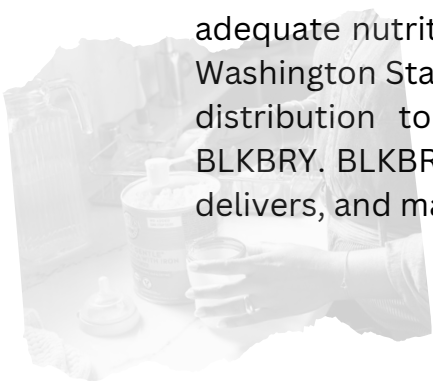 adequate nutrit
Washington Sta
distribution to
BLKBRY. BLKBR
delivers, and ma